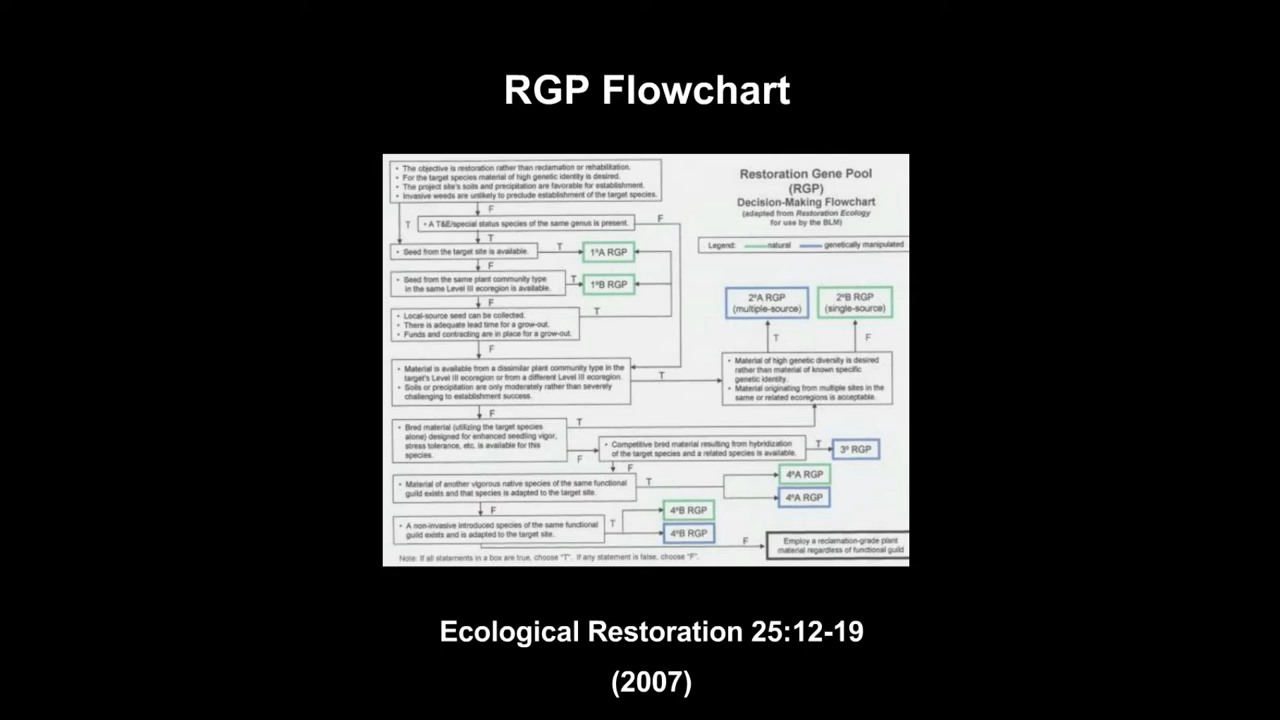 RGP Flowchart
• The objective is restoration rather than reclamation or rehabilitation.
• For the target species material of high genetic identity is desired.
• The project site's soils and precipitation are favorable for establishment.
• Invasive weeds are unlikely to preclude establishment of the target species.
Restoration Gene Pool
(RGP)
Decision-Making Flowchart
(adapted from Restoration Ecology
for use by the BLM)
Legend: natural genetically manipulated
F
T
• A T&E/special status species of the same genus is present.
F
T
• Seed from the target site is available.
T
1ºA RGP
F
• Seed from the same plant community type
in the same Level III ecoregion is available.
T
1ºB RGP
F
• Local-source seed can be collected.
• There is adequate lead time for a grow-out.
• Funds and contracting are in place for a grow-out.
T
F
2ºA RGP
(multiple-source)
2ºB RGP
(single-source)
T
F
• Material is available from a dissimilar plant community type in the
target's Level III ecoregion or from a different Level III ecoregion.
• Soils or precipitation are only moderately rather than severely
challenging to establishment success.
T
• Material of high genetic diversity is desired
rather than material of known specific
genetic identity.
• Material originating from multiple sites in the
same or related ecoregions is acceptable.
F
• Bred material (utilizing the target species
alone) designed for enhanced seedling vigor,
stress tolerance, etc. is available for this
species.
T
F
• Competitive bred material resulting from hybridization
of the target species and a related species is available.
T
3º RGP
F
• Material of another vigorous native species of the same functional
guild exists and that species is adapted to the target site.
T
4ºA RGP
4ºA RGP
F
• A non-invasive introduced species of the same functional
guild exists and is adapted to the target site.
T
4ºB RGP
4ºB RGP
F
Employ a reclamation-grade plant
material regardless of functional guild
Note: If all statements in a box are true, choose "T". If any statement is false, choose "F".
Ecological Restoration 25:12-19
(2007)